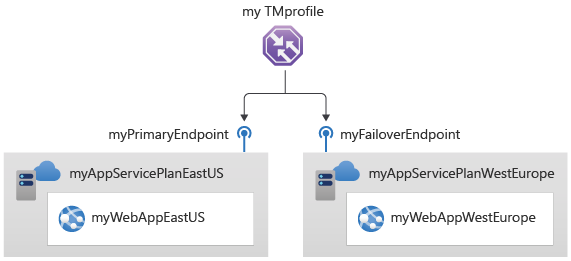 my TMprofile
myPrimaryEndpoint
myFailoverEndpoint
myAppServicePlanEastUS
myAppServicePlanWestEurope
myWebAppEastUS
myWebAppWestEurope